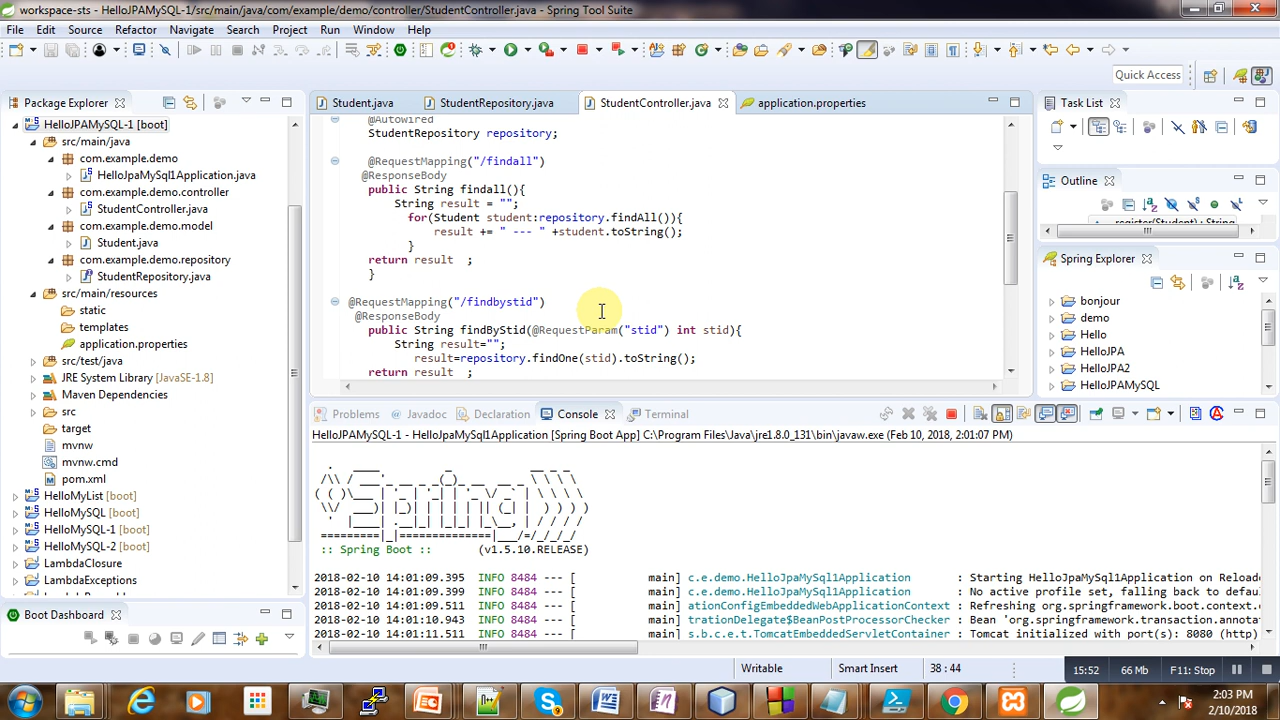 workspace-sts - HelloJPAMySQL-1/src/main/java/com/example/demo/controller/StudentController.java - Spring Tool Suite
File Edit Source Refactor Navigate Search Project Run Window Help
Quick Access
Package Explorer
HelloJPAMySQL-1 [boot]
src/main/java
com.example.demo
HelloJpaMySql1Application.java
com.example.demo.controller
StudentController.java
com.example.demo.model
Student.java
com.example.demo.repository
StudentRepository.java
src/main/resources
static
templates
application.properties
src/test/java
JRE System Library [JavaSE-1.8]
Maven Dependencies
src
target
mvnw
mvnw.cmd
pom.xml
HelloMyList [boot]
HelloMySQL [boot]
HelloMySQL-1 [boot]
HelloMySQL-2 [boot]
LambdaClosure
LambdaExceptions
Boot Dashboard
Student.java StudentRepository.java StudentController.java application.properties
@Autowired
StudentRepository repository;
@RequestMapping("/findall")
@ResponseBody
public String findall(){
String result = "";
for(Student student:repository.findAll()){
result += " --- " +student.toString();
}
return result ;
}
@RequestMapping("/findbystid")
@ResponseBody
public String findByStid(@RequestParam("stid") int stid){
String result="";
result=repository.findOne(stid).toString();
return result ;
Task List
Outline
register(Student) : String
Spring Explorer
bonjour
demo
Hello
HelloJPA
HelloJPA2
HelloJPAMySQL
Problems Javadoc Declaration Console Terminal
HelloJPAMySQL-1 - HelloJpaMySql1Application [Spring Boot App] C:\Program Files\Java\jre1.8.0_131\bin\javaw.exe (Feb 10, 2018, 2:01:07 PM)
:: Spring Boot :: (v1.5.10.RELEASE)
2018-02-10 14:01:09.395 INFO 8484 --- [ main] c.e.demo.HelloJpaMySql1Application : Starting HelloJpaMySql1Application on Reloade
2018-02-10 14:01:09.399 INFO 8484 --- [ main] c.e.demo.HelloJpaMySql1Application : No active profile set, falling back to defau
2018-02-10 14:01:09.511 INFO 8484 --- [ main] ationConfigEmbeddedWebApplicationContext : Refreshing org.springframework.boot.context.e
2018-02-10 14:01:10.943 INFO 8484 --- [ main] trationDelegate$BeanPostProcessorChecker : Bean 'org.springframework.transaction.annota
2018-02-10 14:01:11.511 INFO 8484 --- [ main] s.b.c.e.t.TomcatEmbeddedServletContainer : Tomcat initialized with port(s): 8080 (http)
Writable Smart Insert 38 : 44
15:52 66 Mb F11: Stop
2:03 PM
2/10/2018